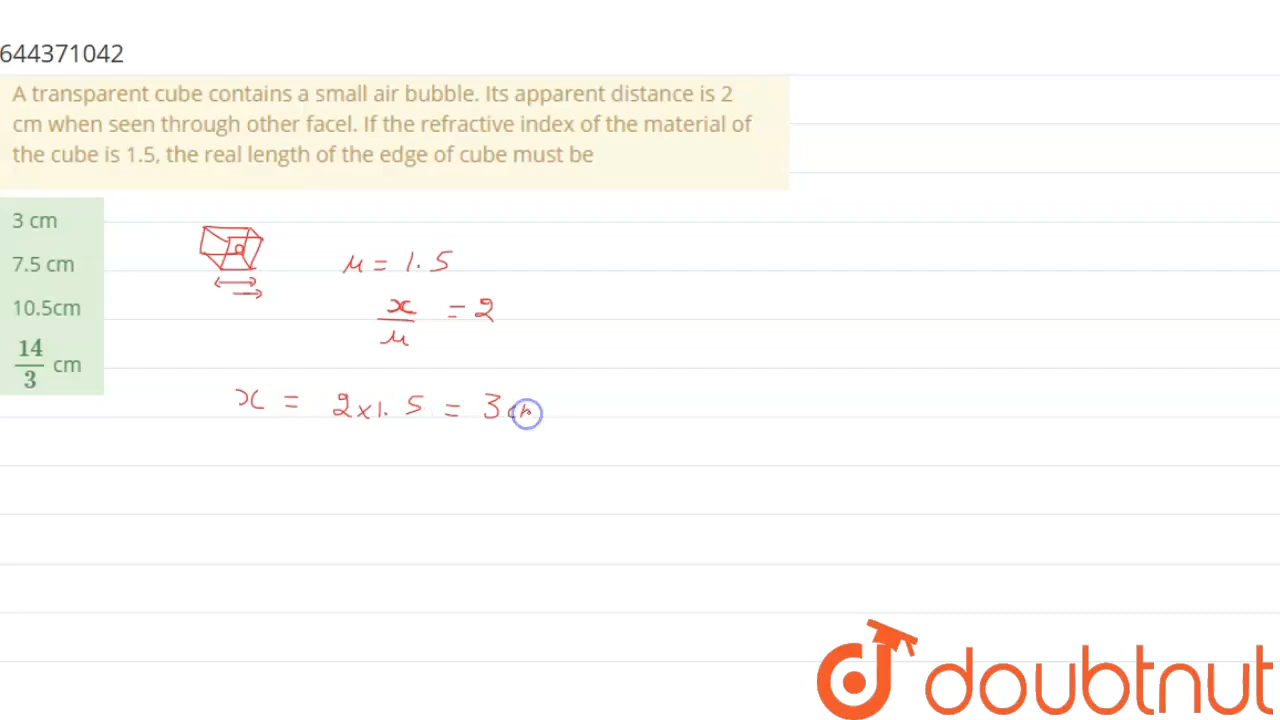 644371042
A transparent cube contains a small air bubble. Its apparent distance is 2
cm when seen through other facel. If the refractive index of the material of
the cube is 1.5, the real length of the edge of cube must be
3 cm
7.5 cm
10.5cm
14/3 cm
μ = 1.5
x/μ = 2
x = 2×1.5 = 3
doubtnut